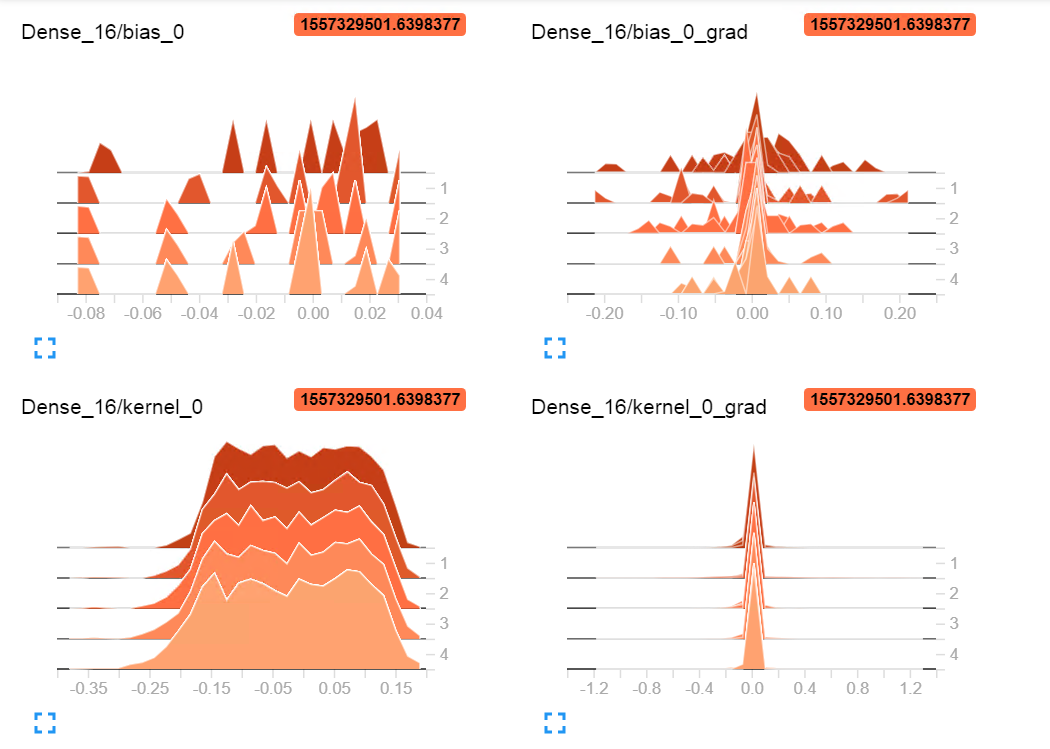 Dense_16/bias_0 1557329501.6398377
1
2
3
4
-0.08 -0.06 -0.04 -0.02 0.00 0.02 0.04
Dense_16/bias_0_grad 1557329501.6398377
1
2
3
4
-0.20 -0.10 0.00 0.10 0.20
Dense_16/kernel_0 1557329501.6398377
1
2
3
4
-0.35 -0.25 -0.15 -0.05 0.05 0.15
Dense_16/kernel_0_grad 1557329501.6398377
1
2
3
4
-1.2 -0.8 -0.4 0.0 0.4 0.8 1.2